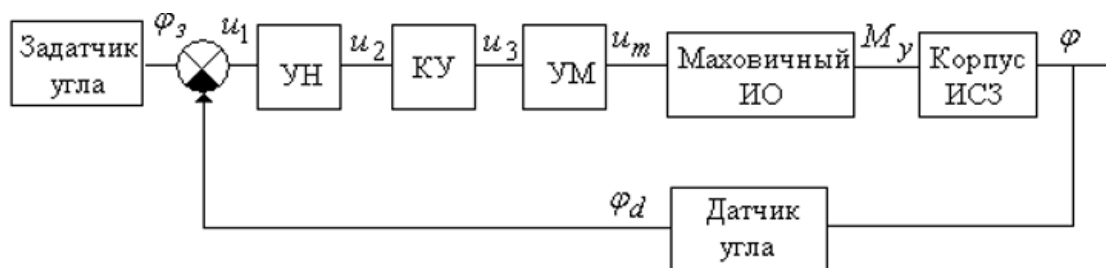 Задатчик
угла
φз
u1
УН
u2
КУ
u3
УМ
um
Маховичный
ИО
My
Корпус
ИСЗ
φ
φd
Датчик
угла